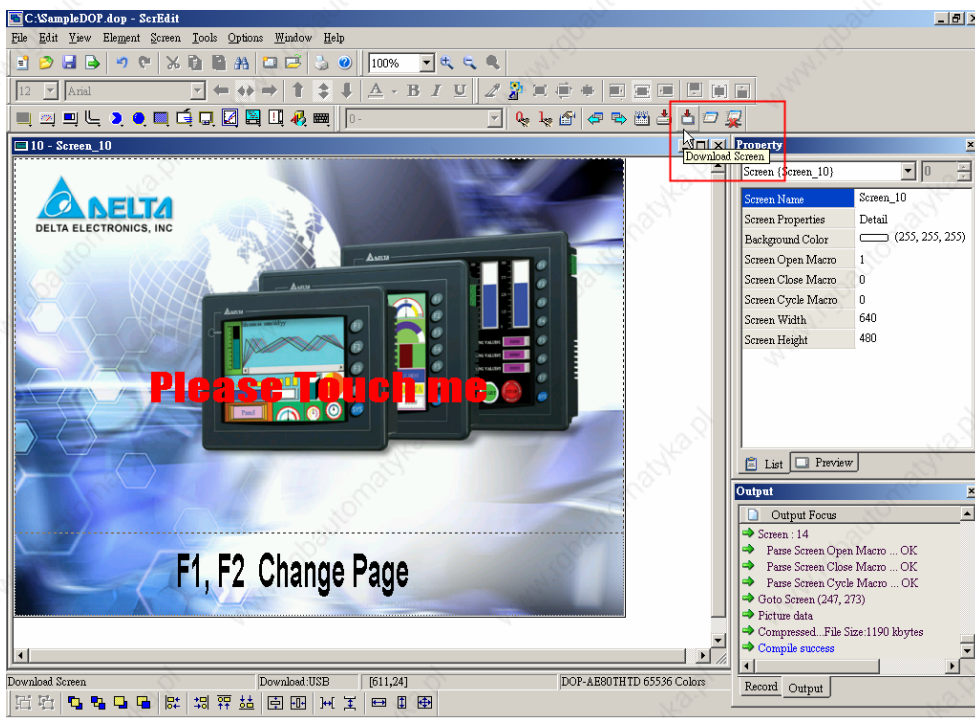 C:\SampleDOP.dop - ScrEdit
File Edit View Element Screen Tools Options Window Help
100%
12 Arial A - B I U
0 -
10 - Screen_10
Download Screen
DELTA
DELTA ELECTRONICS, INC
Please Touch me
F1, F2 Change Page
Property
Screen {Screen_10} 0
Screen Name Screen_10
Screen Properties Detail
Background Color (255, 255, 255)
Screen Open Macro 1
Screen Close Macro 0
Screen Cycle Macro 0
Screen Width 640
Screen Height 480
List Preview
Output
Output Focus
Screen : 14
Parse Screen Open Macro ... OK
Parse Screen Close Macro ... OK
Parse Screen Cycle Macro ... OK
Goto Screen (247, 273)
Picture data
Compressed...File Size:1190 kbytes
Compile success
Record Output
Download Screen Download:USB [611,24] DOP-AE80THTD 65536 Colors
www.rgbautomatyka.pl